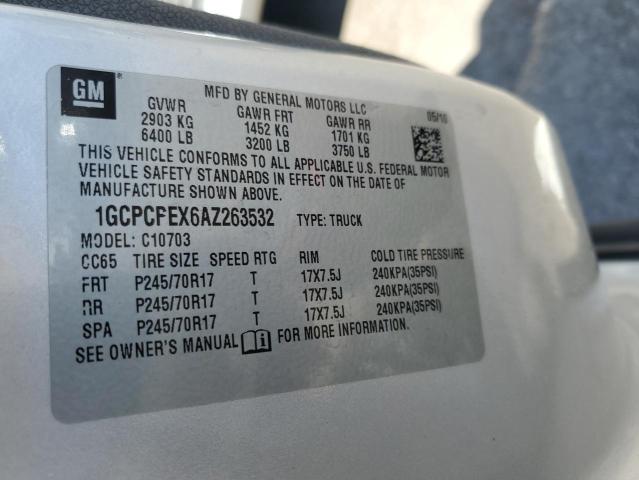 GM
MFD BY GENERAL MOTORS LLC
05/10
GVWR GAWR FRT GAWR RR
2903 KG 1452 KG 1701 KG
6400 LB 3200 LB 3750 LB
THIS VEHICLE CONFORMS TO ALL APPLICABLE U.S. FEDERAL MOTOR
VEHICLE SAFETY STANDARDS IN EFFECT ON THE DATE OF
MANUFACTURE SHOWN ABOVE.
1GCPCPEX6AZ263532 TYPE: TRUCK
MODEL: C10703
CC65 TIRE SIZE SPEED RTG RIM COLD TIRE PRESSURE
FRT P245/70R17 T 17X7.5J 240KPA(35PSI)
RR P245/70R17 T 17X7.5J 240KPA(35PSI)
SPA P245/70R17 T 17X7.5J 240KPA(35PSI)
SEE OWNER'S MANUAL FOR MORE INFORMATION.